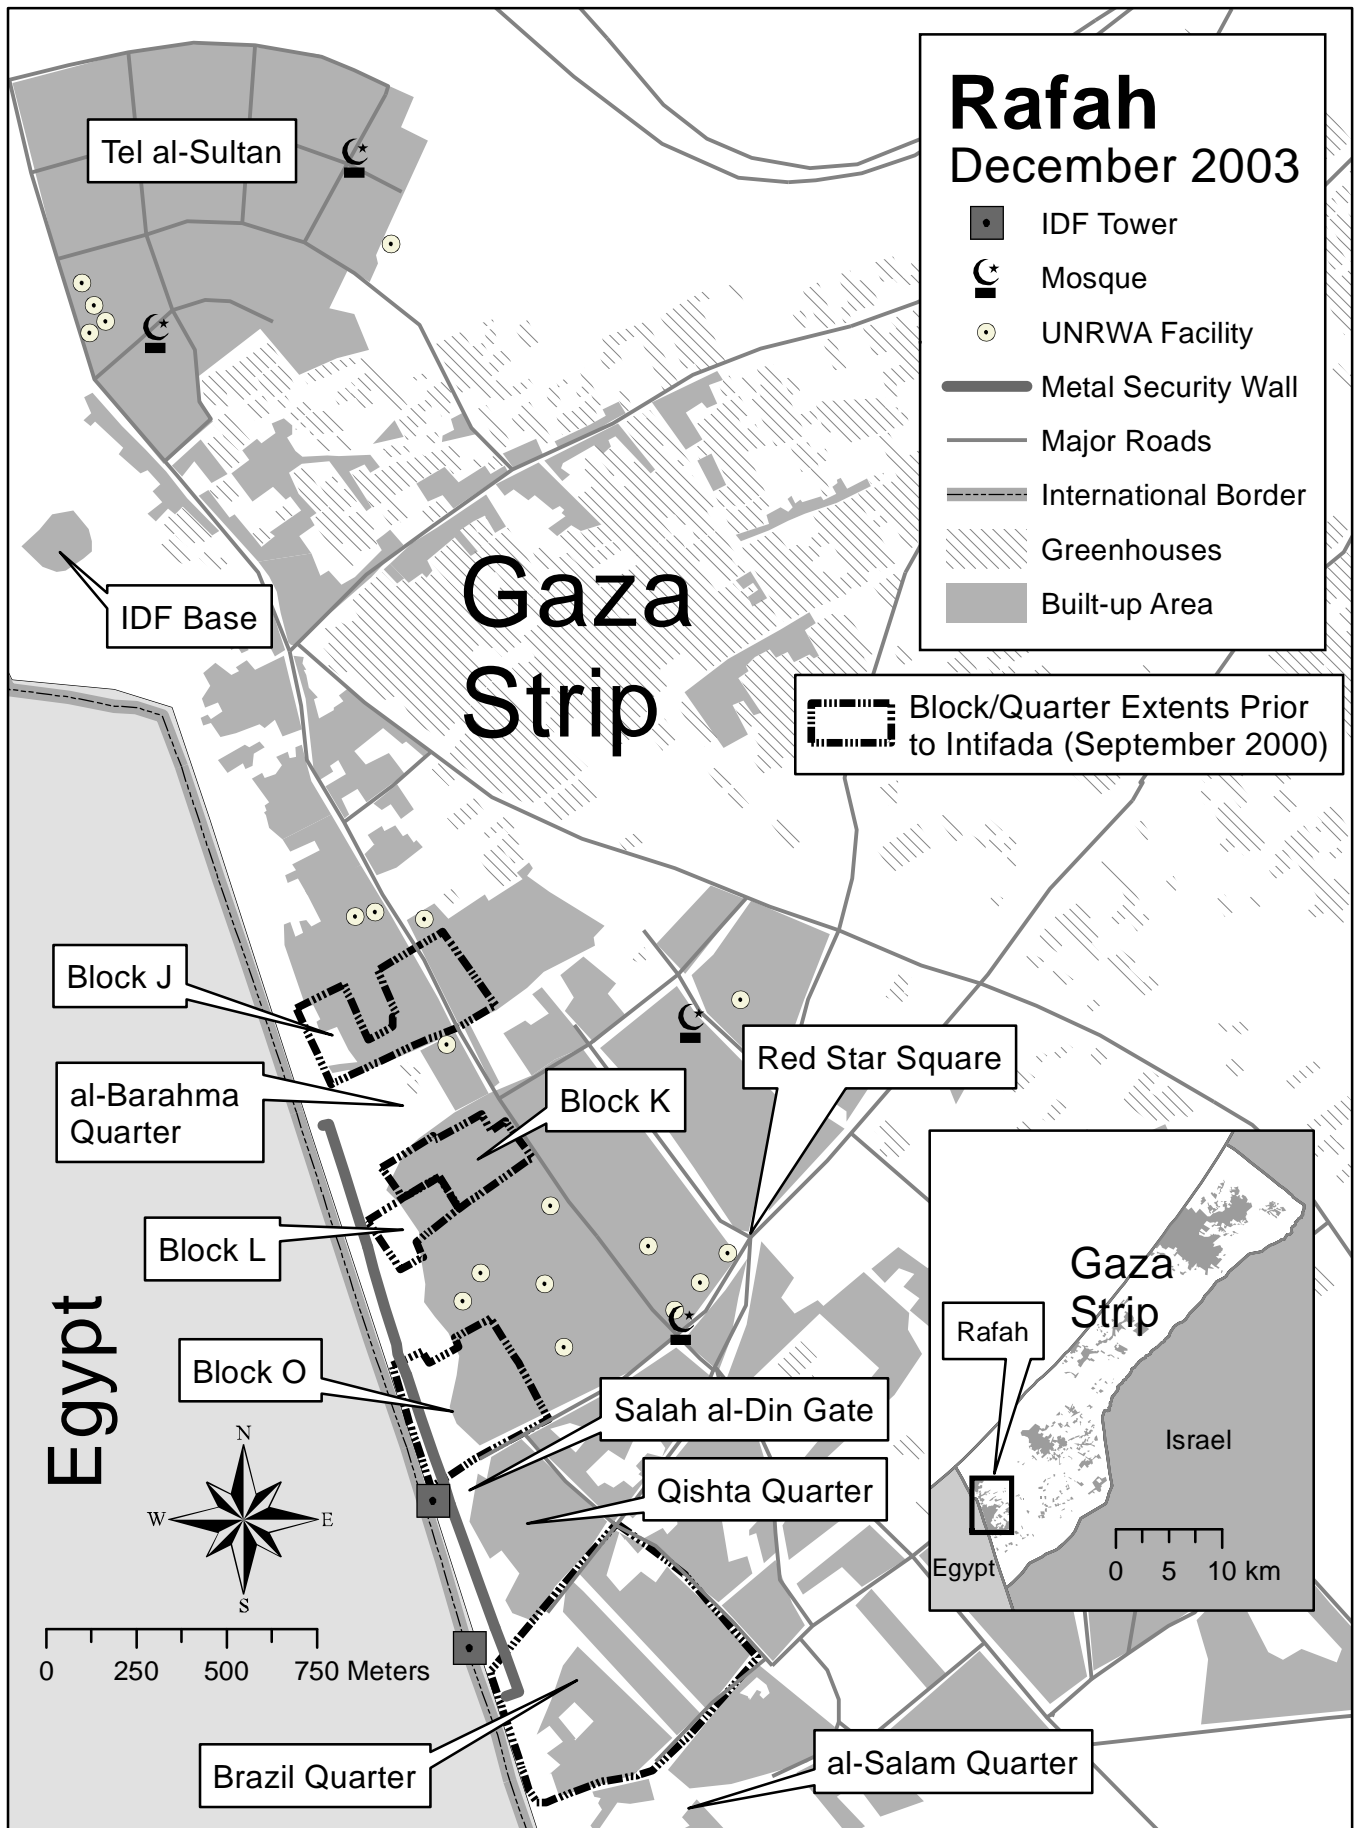 Rafah
December 2003
IDF Tower
Mosque
UNRWA Facility
Metal Security Wall
Major Roads
International Border
Greenhouses
Built-up Area
Block/Quarter Extents Prior
to Intifada (September 2000)
Tel al-Sultan
IDF Base
Gaza
Strip
Block J
al-Barahma
Quarter
Block K
Red Star Square
Block L
Block O
Egypt
Salah al-Din Gate
Qishta Quarter
N
W
E
S
0 250 500 750 Meters
Brazil Quarter
al-Salam Quarter
Gaza
Strip
Rafah
Israel
Egypt
0 5 10 km